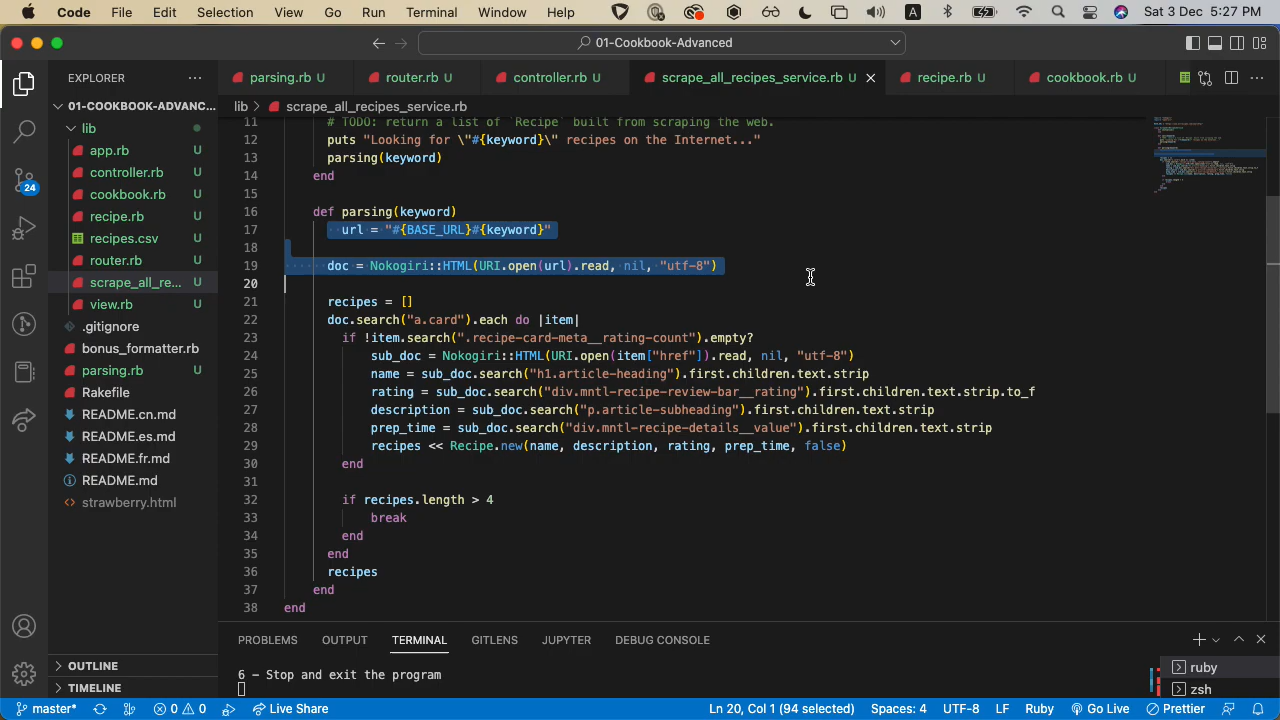 Code File Edit Selection View Go Run Terminal Window Help A Sat 3 Dec 5:27 PM
01-Cookbook-Advanced
EXPLORER
parsing.rb U router.rb U controller.rb U scrape_all_recipes_service.rb U recipe.rb U cookbook.rb U
01-COOKBOOK-ADVANC...
lib
app.rb U
controller.rb U
cookbook.rb U
recipe.rb U
recipes.csv U
router.rb U
scrape_all_re... U
view.rb U
.gitignore
bonus_formatter.rb
parsing.rb U
Rakefile
README.cn.md
README.es.md
README.fr.md
README.md
strawberry.html
24
OUTLINE
TIMELINE
lib > scrape_all_recipes_service.rb
11 # TODO: return a list of `Recipe` built from scraping the web.
12 puts "Looking for \"#{keyword}\" recipes on the Internet..."
13 parsing(keyword)
14 end
15
16 def parsing(keyword)
17 url = "#{BASE_URL}#{keyword}"
18
19 doc = Nokogiri::HTML(URI.open(url).read, nil, "utf-8")
20
21 recipes = []
22 doc.search("a.card").each do |item|
23 if !item.search(".recipe-card-meta__rating-count").empty?
24 sub_doc = Nokogiri::HTML(URI.open(item["href"]).read, nil, "utf-8")
25 name = sub_doc.search("h1.article-heading").first.children.text.strip
26 rating = sub_doc.search("div.mntl-recipe-review-bar__rating").first.children.text.strip.to_f
27 description = sub_doc.search("p.article-subheading").first.children.text.strip
28 prep_time = sub_doc.search("div.mntl-recipe-details__value").first.children.text.strip
29 recipes << Recipe.new(name, description, rating, prep_time, false)
30 end
31
32 if recipes.length > 4
33 break
34 end
35 end
36 recipes
37 end
38 end
PROBLEMS OUTPUT TERMINAL GITLENS JUPYTER DEBUG CONSOLE
6 - Stop and exit the program
ruby
zsh
master* 0 0 Live Share Ln 20, Col 1 (94 selected) Spaces: 4 UTF-8 LF Ruby Go Live Prettier